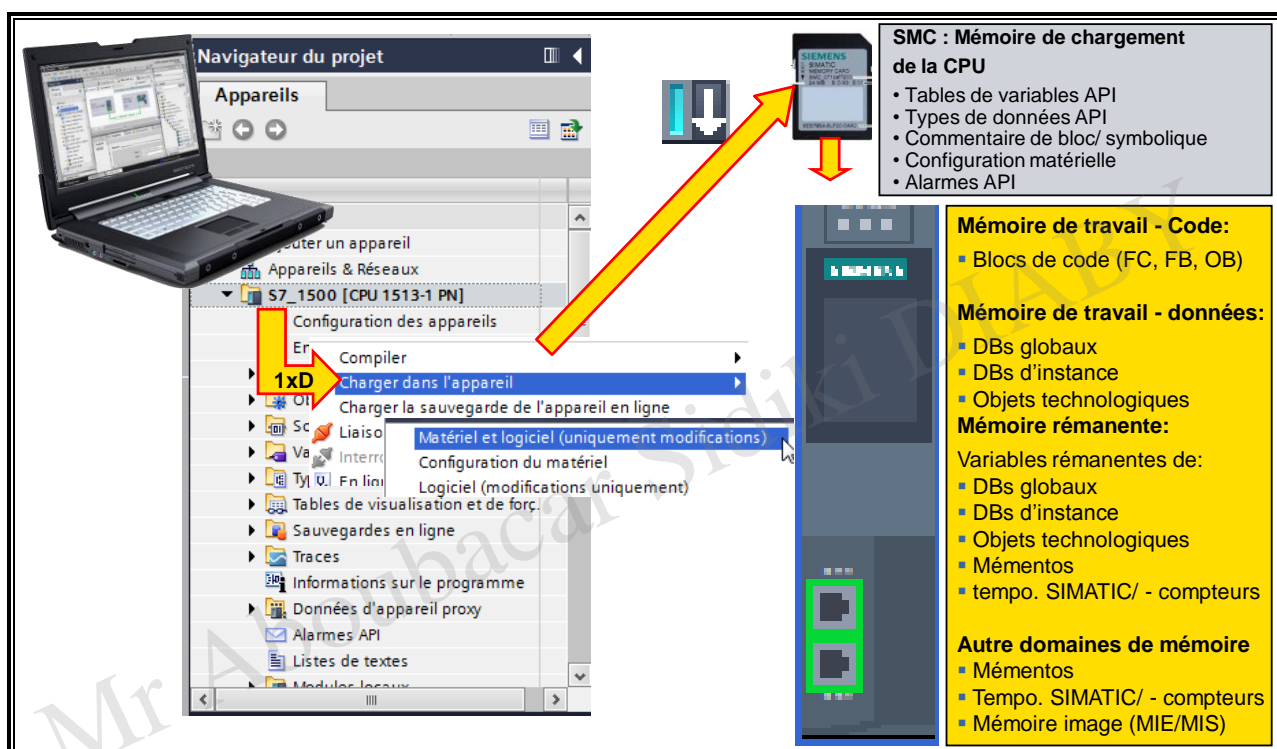 Navigateur du projet
Appareils
outer un appareil
Appareils & Réseaux
S7_1500 [CPU 1513-1 PN]
Configuration des appareils
En
Compiler
1xD
Charger dans l'appareil
Charger la sauvegarde de l'appareil en ligne
Liaiso
Matériel et logiciel (uniquement modifications)
Configuration du matériel
En lig
Logiciel (modifications uniquement)
Tables de visualisation et de forç.
Sauvegardes en ligne
Traces
Informations sur le programme
Données d'appareil proxy
Alarmes API
Listes de textes
Modules locaux
SIEMENS
SIMATIC
MEMORY CARD
SMC : Mémoire de chargement
de la CPU
• Tables de variables API
• Types de données API
• Commentaire de bloc/ symbolique
• Configuration matérielle
• Alarmes API
Mémoire de travail - Code:
▪ Blocs de code (FC, FB, OB)
Mémoire de travail - données:
▪ DBs globaux
▪ DBs d'instance
▪ Objets technologiques
Mémoire rémanente:
Variables rémanentes de:
▪ DBs globaux
▪ DBs d'instance
▪ Objets technologiques
▪ Mémentos
▪ tempo. SIMATIC/ - compteurs
Autre domaines de mémoire
▪ Mémentos
▪ Tempo. SIMATIC/ - compteurs
▪ Mémoire image (MIE/MIS)
Mr Aboubacar Sidiki DIABY